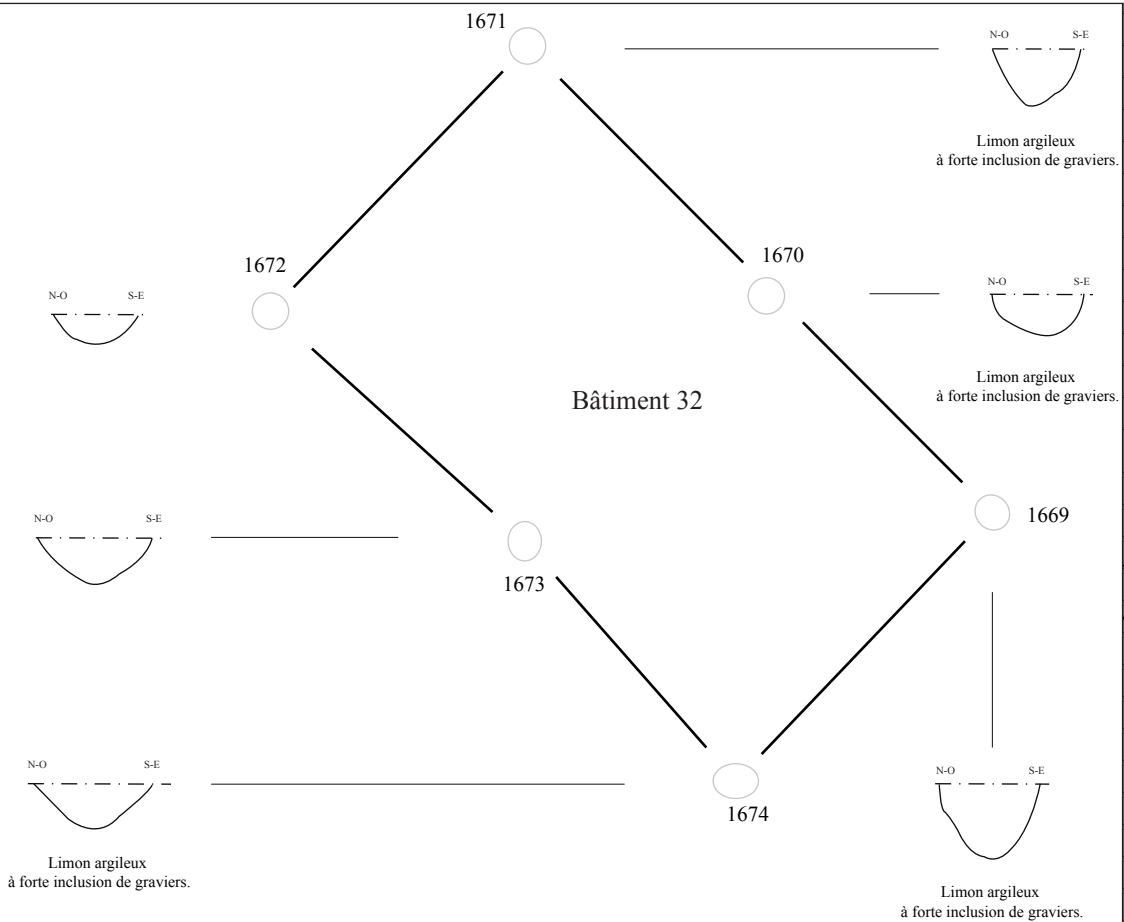 1671
N-O S-E
Limon argileux
à forte inclusion de graviers.
1672
1670
N-O S-E
N-O S-E
Limon argileux
à forte inclusion de graviers.
Bâtiment 32
N-O S-E
1669
1673
N-O S-E
1674
N-O S-E
Limon argileux
à forte inclusion de graviers.
Limon argileux
à forte inclusion de graviers.